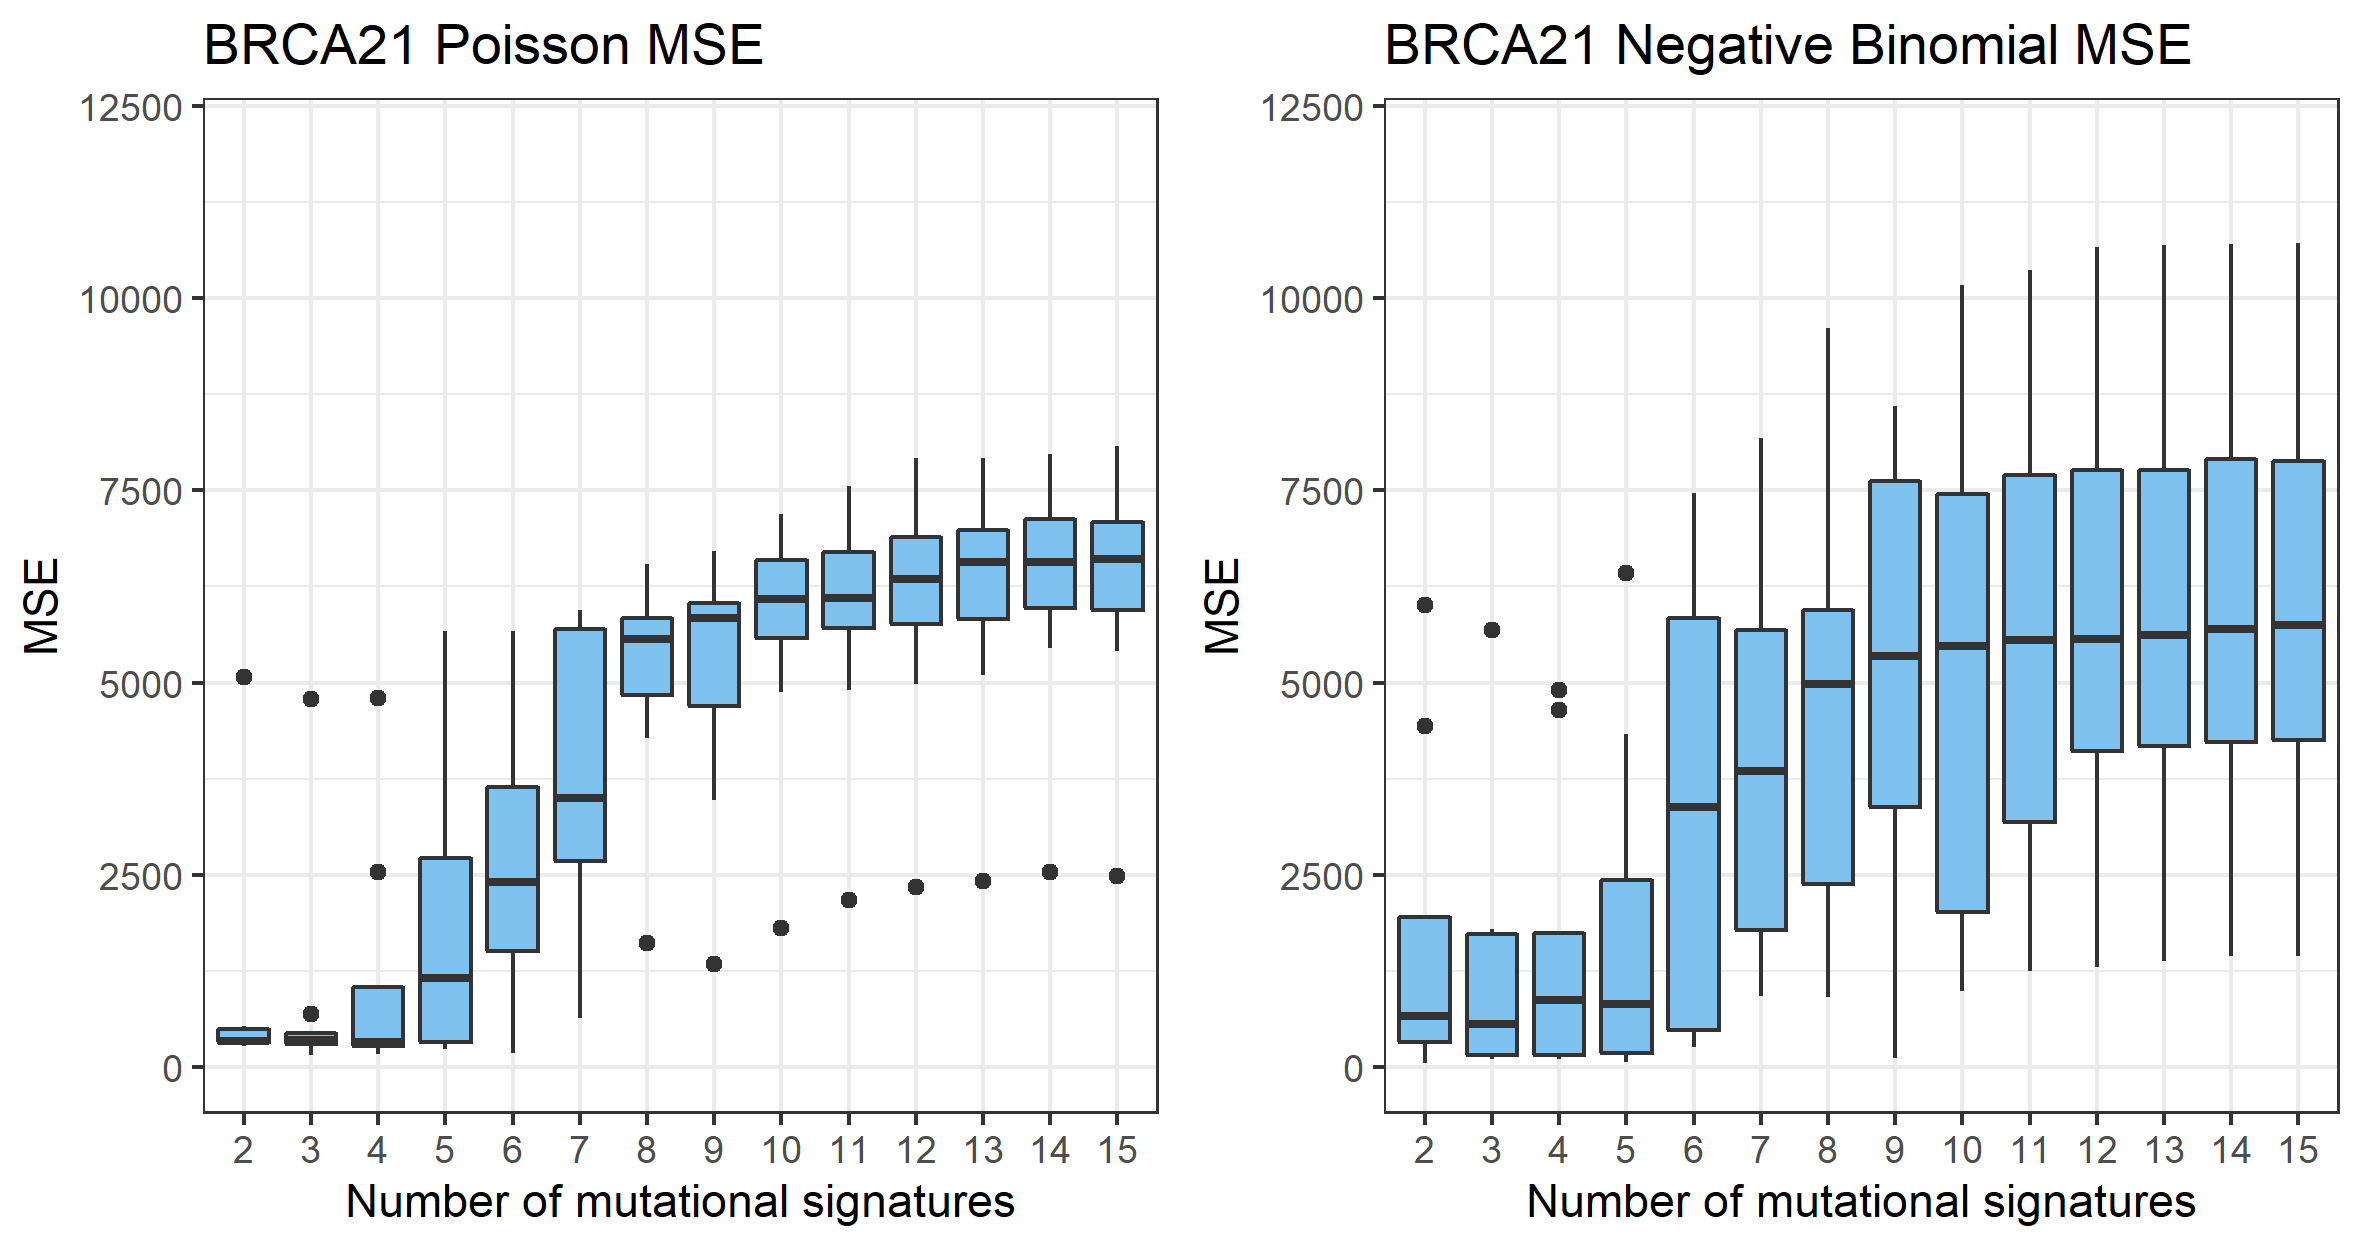 BRCA21 Poisson MSE
12500
10000
7500
5000
2500
0
MSE
2 3 4 5 6 7 8 9 10 11 12 13 14 15
Number of mutational signatures
BRCA21 Negative Binomial MSE
12500
10000
7500
5000
2500
0
MSE
2 3 4 5 6 7 8 9 10 11 12 13 14 15
Number of mutational signatures